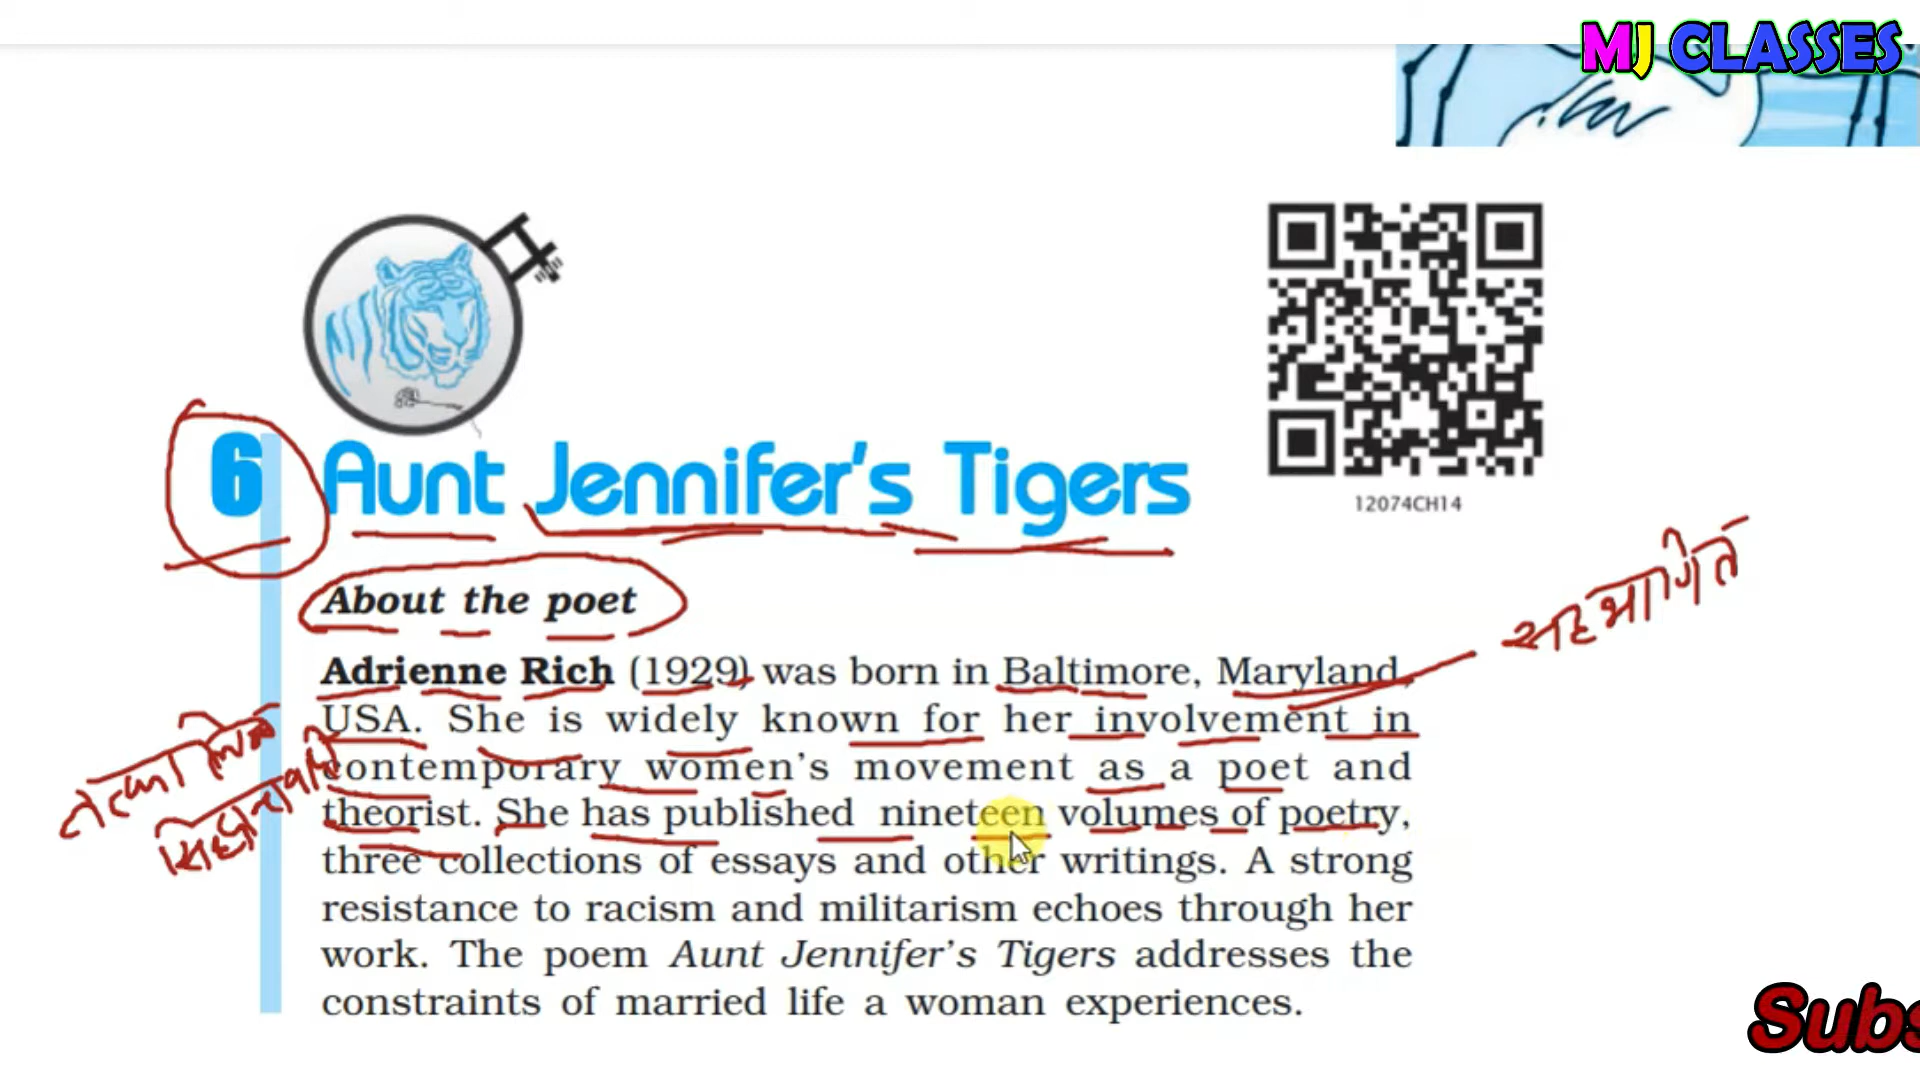 MJ CLASSES
12074CH14
6 Aunt Jennifer's Tigers
About the poet
सहभागिता
Adrienne Rich (1929) was born in Baltimore, Maryland,
USA. She is widely known for her involvement in
contemporary women's movement as a poet and
theorist. She has published nineteen volumes of poetry,
three collections of essays and other writings. A strong
resistance to racism and militarism echoes through her
work. The poem Aunt Jennifer's Tigers addresses the
constraints of married life a woman experiences.
Subs